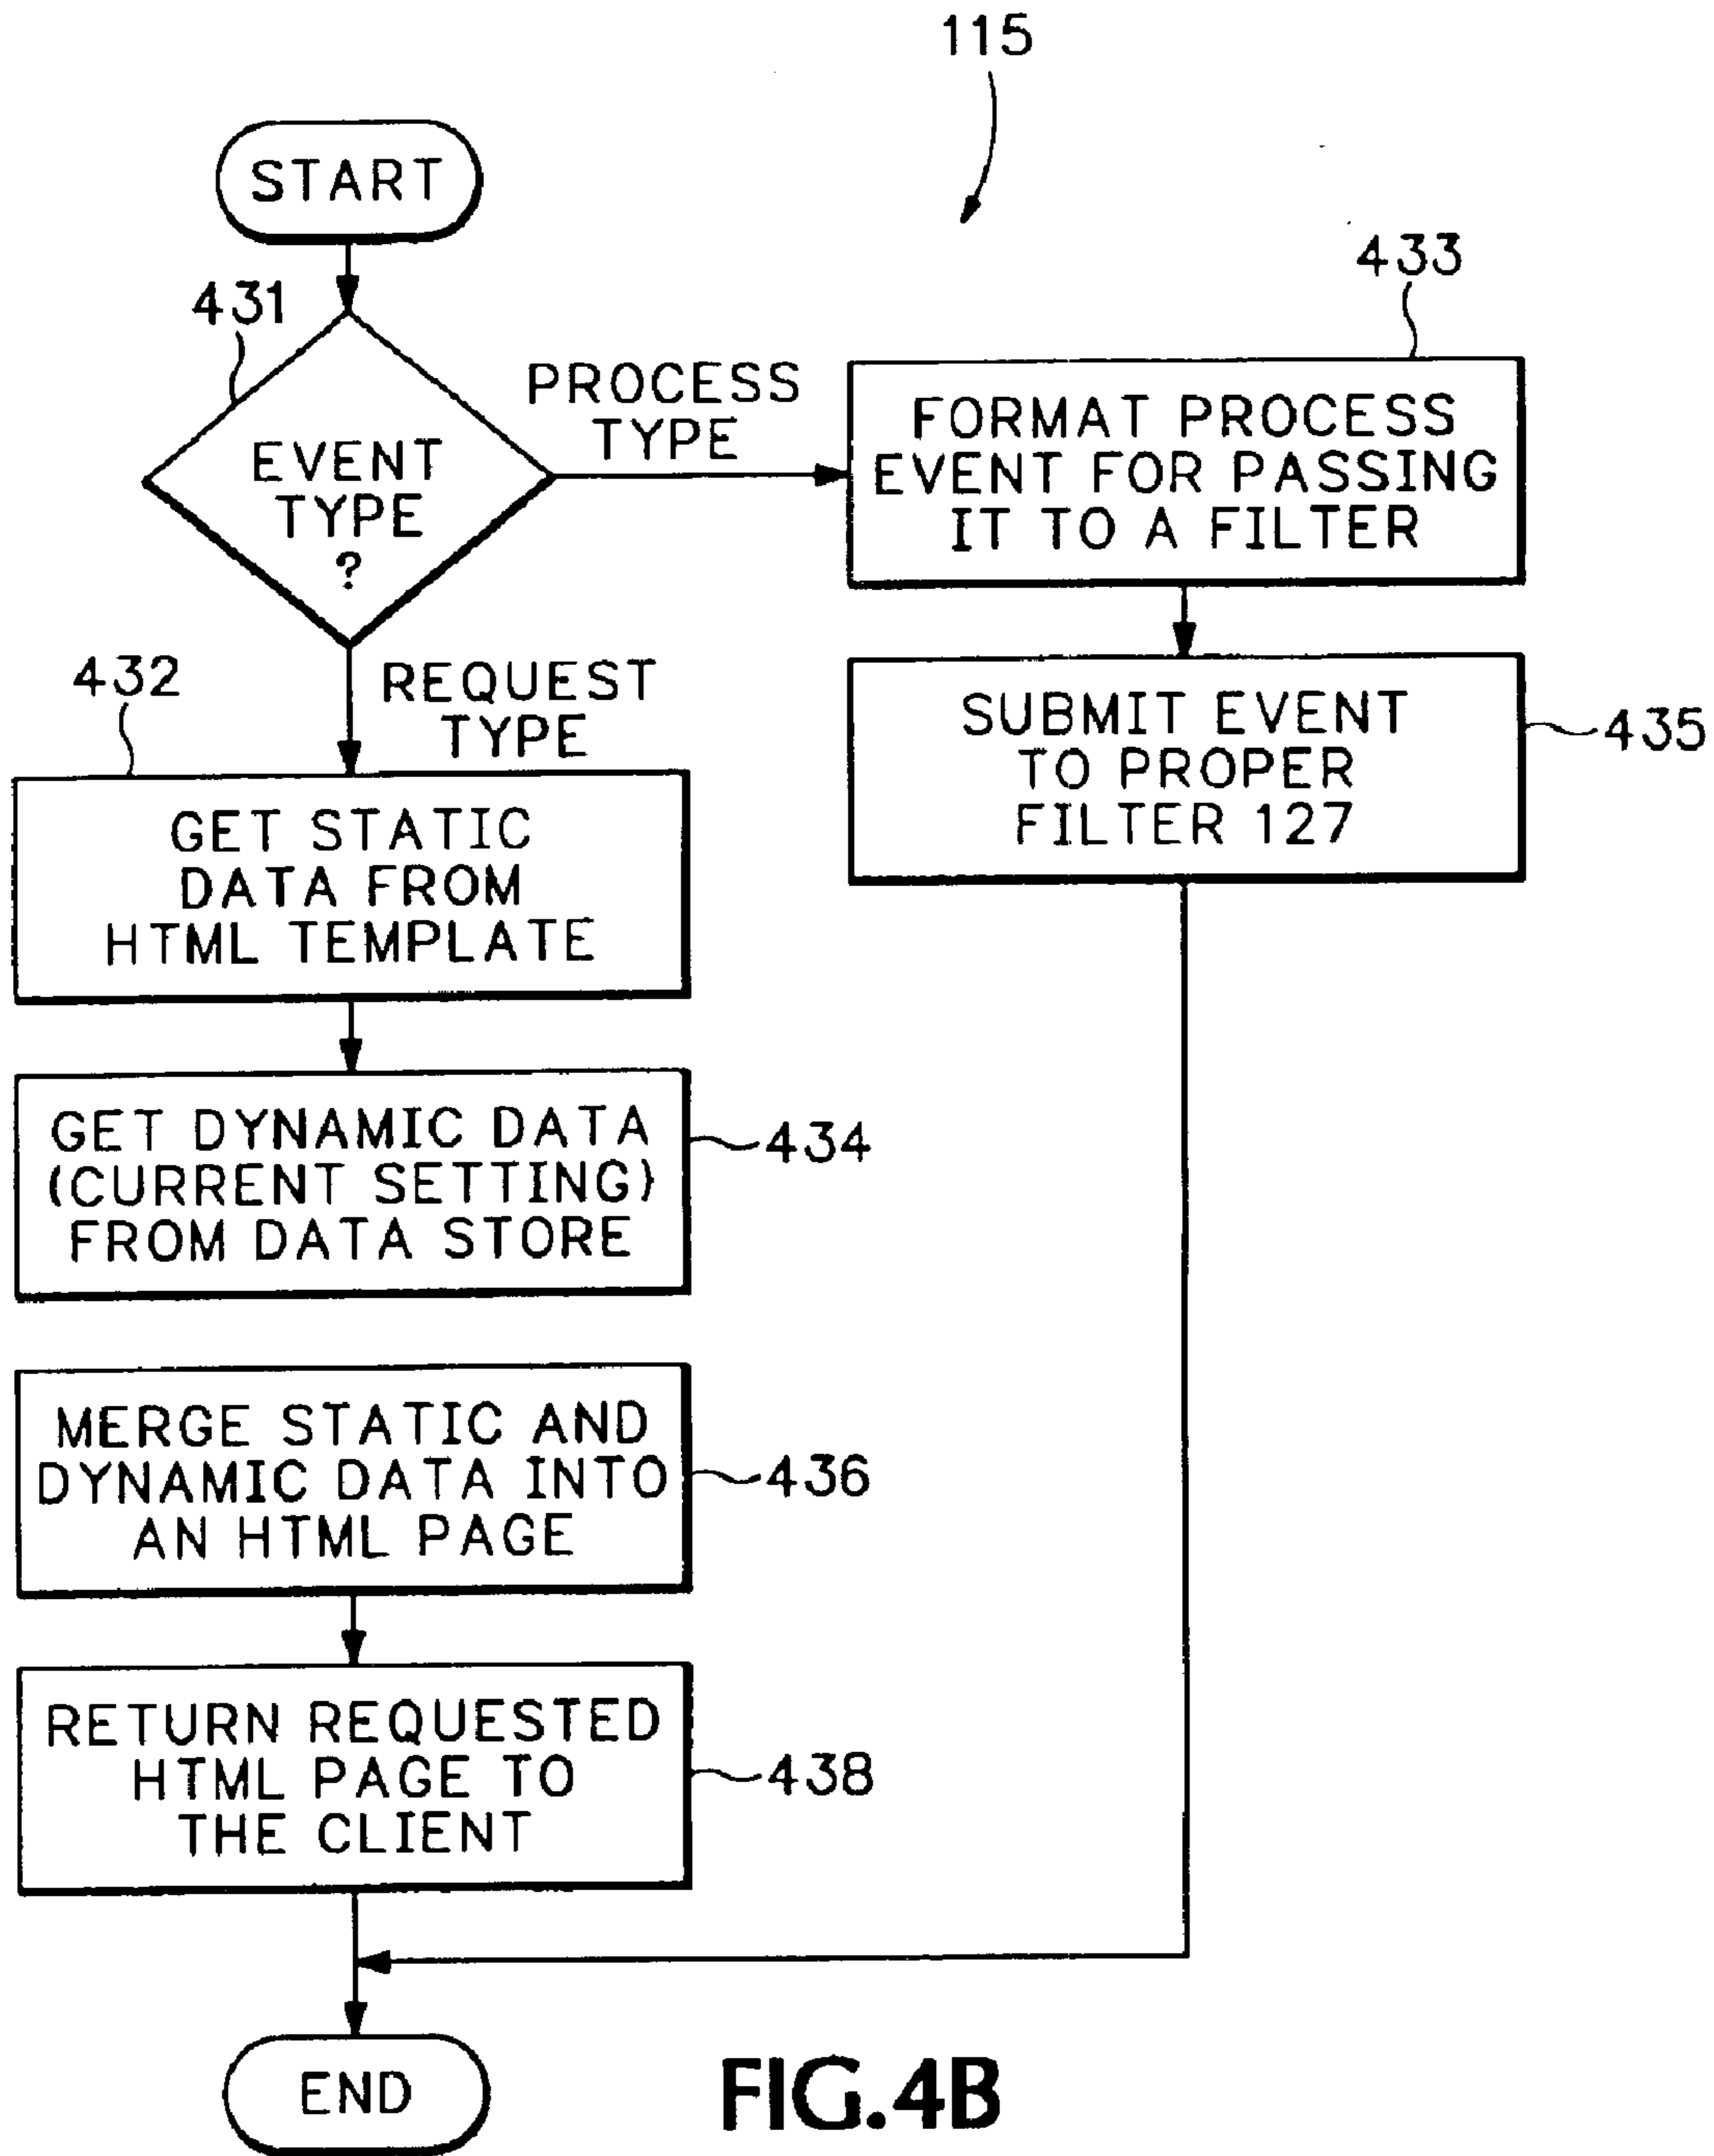 115
START
431
EVENT
TYPE
?
PROCESS
TYPE
433
FORMAT PROCESS
EVENT FOR PASSING
IT TO A FILTER
SUBMIT EVENT
TO PROPER
FILTER 127
435
REQUEST
TYPE
432
GET STATIC
DATA FROM
HTML TEMPLATE
GET DYNAMIC DATA
(CURRENT SETTING)
FROM DATA STORE
434
MERGE STATIC AND
DYNAMIC DATA INTO
AN HTML PAGE
436
RETURN REQUESTED
HTML PAGE TO
THE CLIENT
438
END
FIG.4B